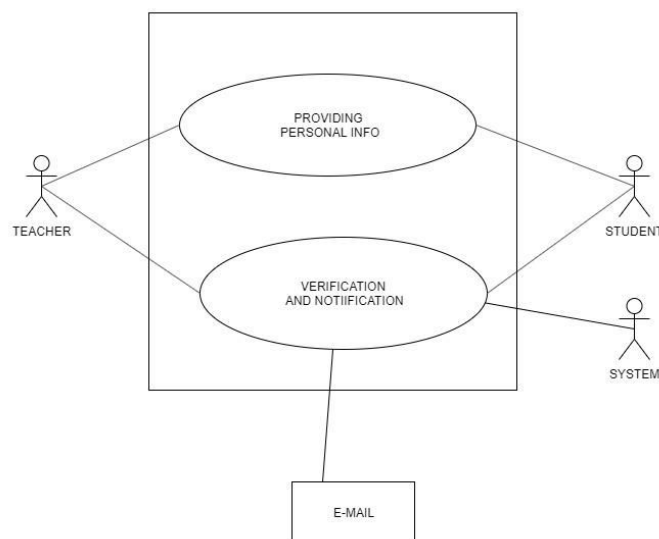 PROVIDING
PERSONAL INFO
TEACHER
STUDENT
VERIFICATION
AND NOTIIFICATION
SYSTEM
E-MAIL